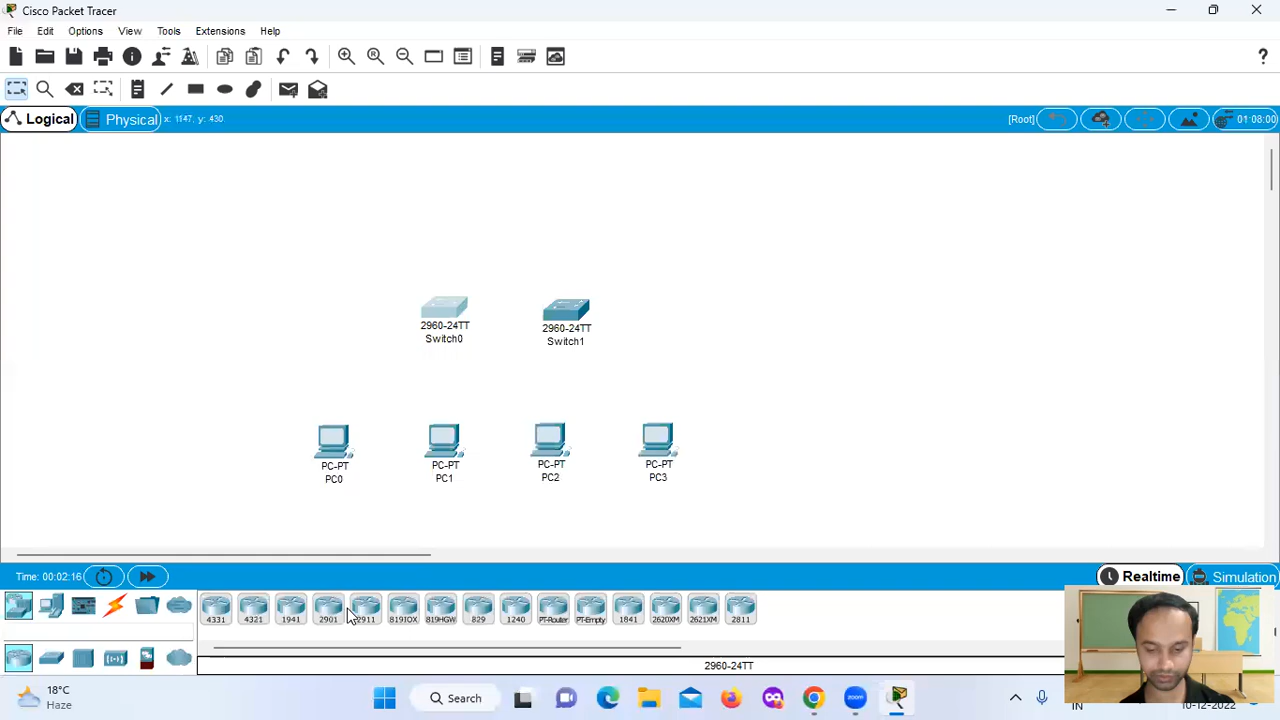 Cisco Packet Tracer
File Edit Options View Tools Extensions Help
Logical Physical x: 1147, y: 430 [Root] 01:08:00
2960-24TT 2960-24TT
Switch0 Switch1
PC-PT PC-PT PC-PT PC-PT
PC0 PC1 PC2 PC3
Time: 00:02:16 Realtime Simulation
4331 4321 1941 2901 2911 819IOX 819HGW 829 1240 PT-Router PT-Empty 1841 2620XM 2621XM 2811
2960-24TT
18°C
Haze
Search
zoom
IN
10-12-2022